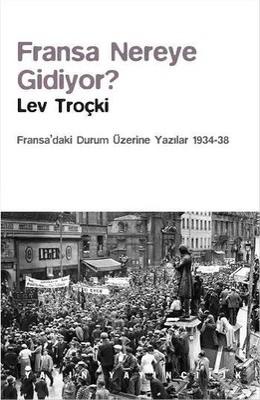 Fransa Nereye
Gidiyor?
Lev Troçki
Fransa'daki Durum Üzerine Yazılar 1934-38